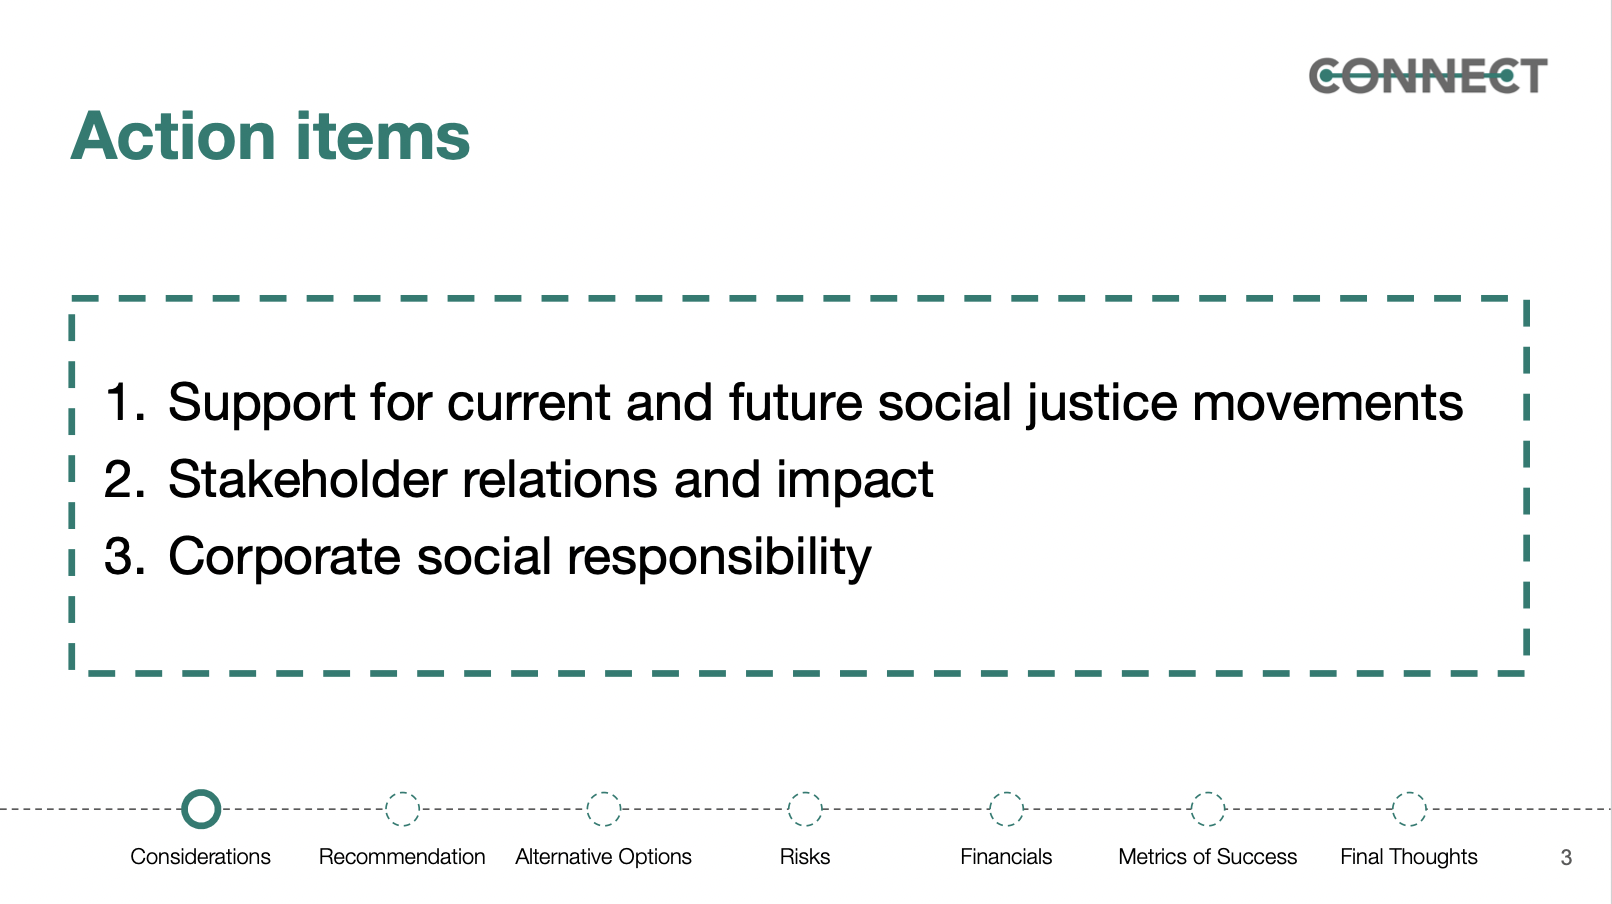 CONNECT
Action items
1. Support for current and future social justice movements
2. Stakeholder relations and impact
3. Corporate social responsibility
Considerations Recommendation Alternative Options Risks Financials Metrics of Success Final Thoughts 3